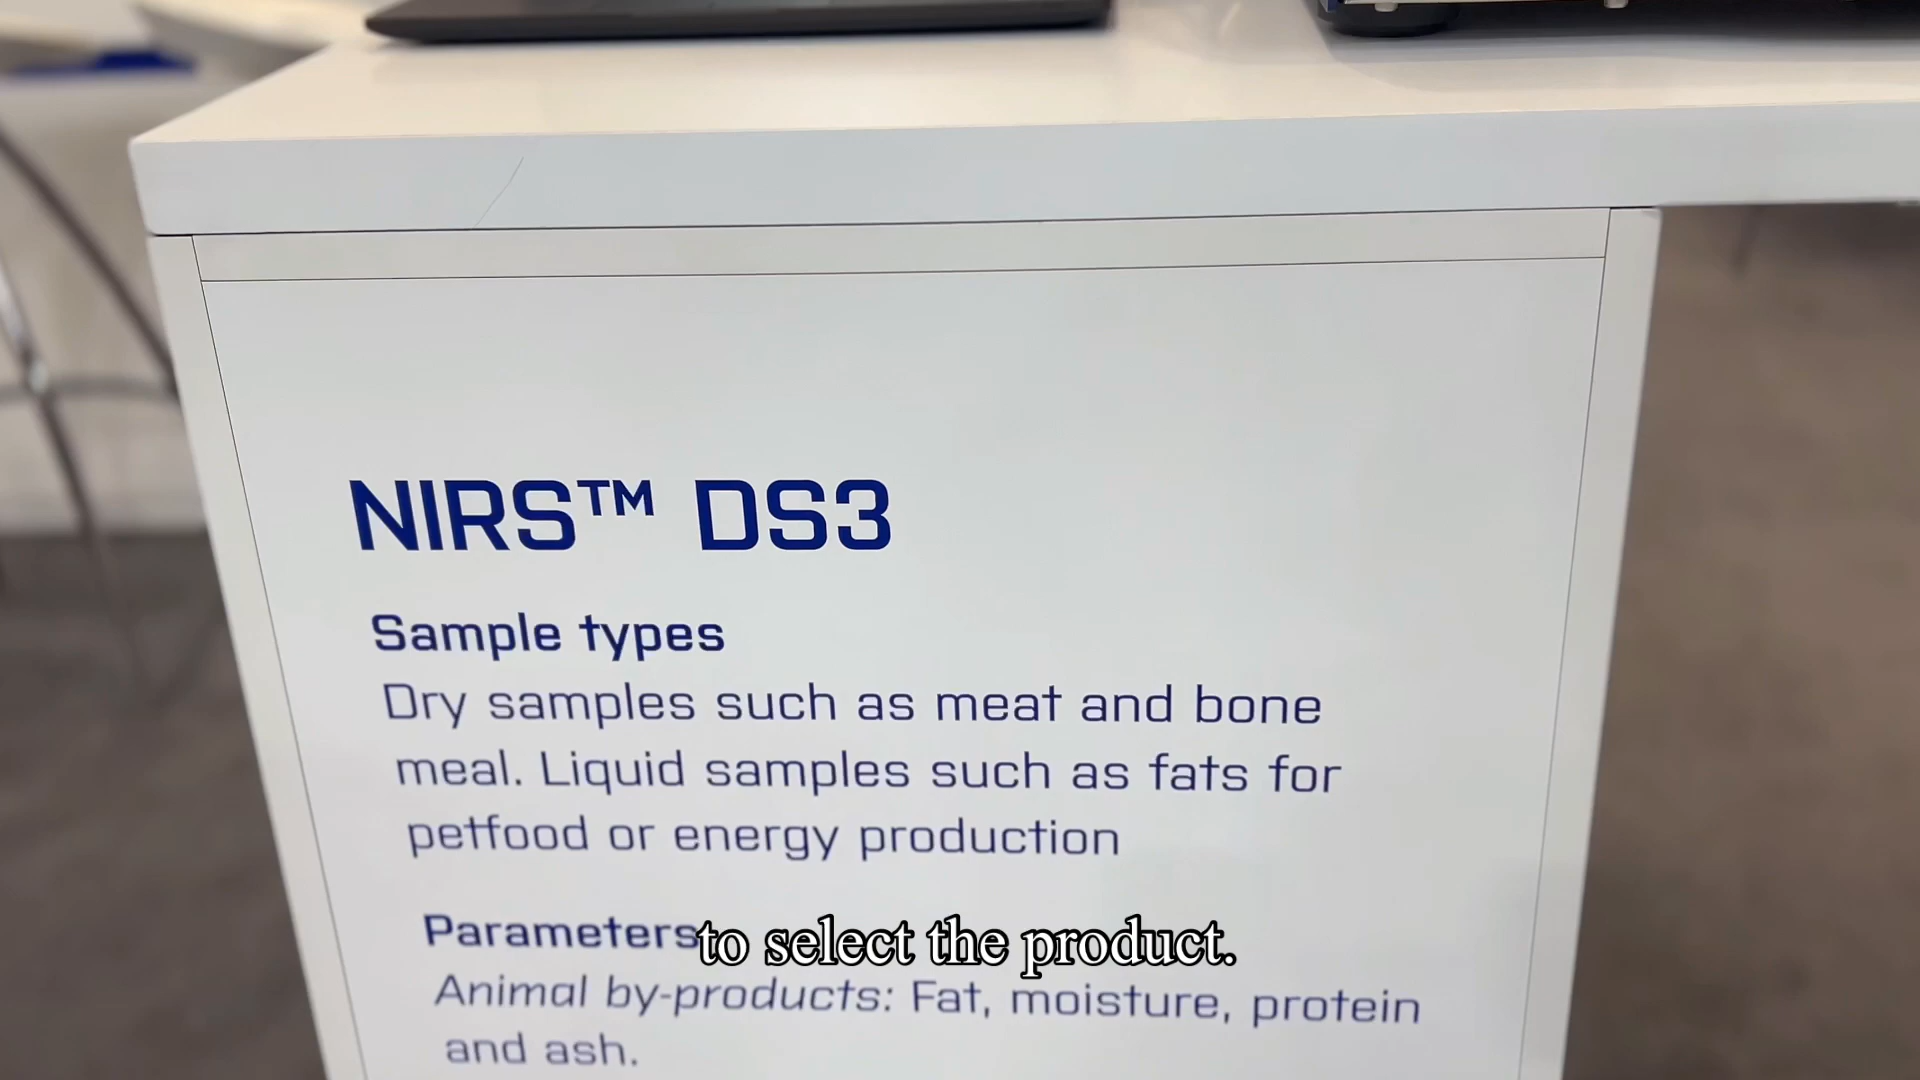 NIRS™ DS3
Sample types
Dry samples such as meat and bone
meal. Liquid samples such as fats for
petfood or energy production
Parameters
to select the product.
Animal by-products: Fat, moisture, protein
and ash.